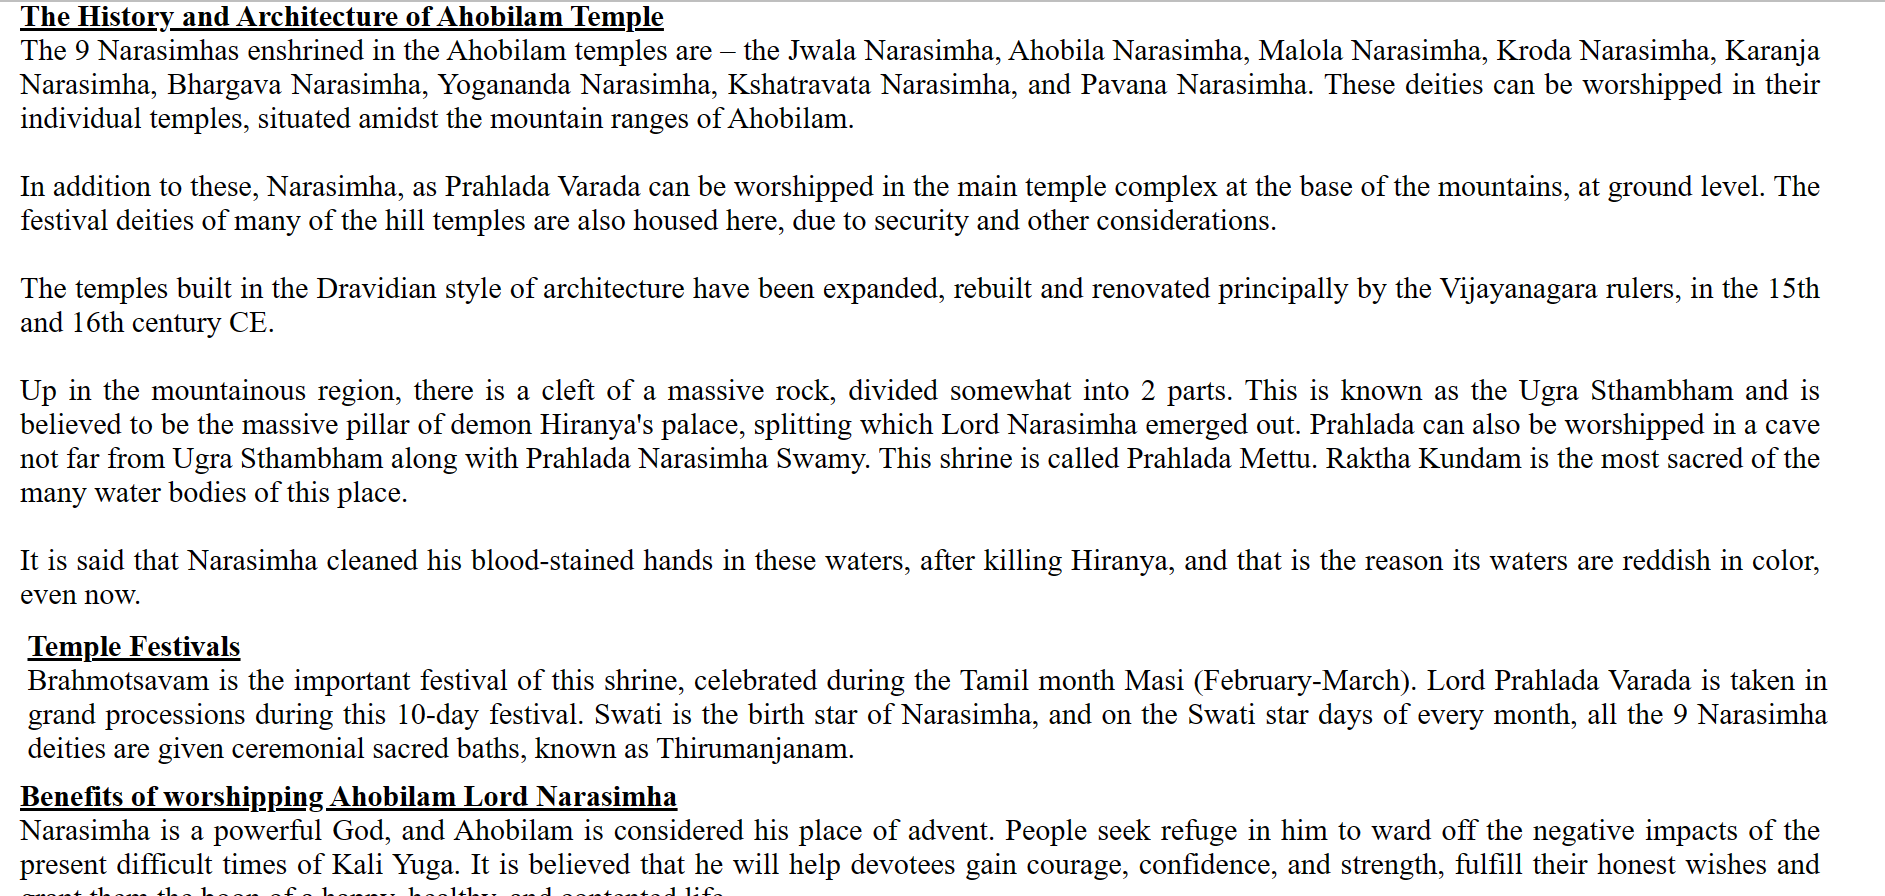 The History and Architecture of Ahobilam Temple
The 9 Narasimhas enshrined in the Ahobilam temples are – the Jwala Narasimha, Ahobila Narasimha, Malola Narasimha, Kroda Narasimha, Karanja
Narasimha, Bhargava Narasimha, Yogananda Narasimha, Kshatravata Narasimha, and Pavana Narasimha. These deities can be worshipped in their
individual temples, situated amidst the mountain ranges of Ahobilam.
In addition to these, Narasimha, as Prahlada Varada can be worshipped in the main temple complex at the base of the mountains, at ground level. The
festival deities of many of the hill temples are also housed here, due to security and other considerations.
The temples built in the Dravidian style of architecture have been expanded, rebuilt and renovated principally by the Vijayanagara rulers, in the 15th
and 16th century CE.
Up in the mountainous region, there is a cleft of a massive rock, divided somewhat into 2 parts. This is known as the Ugra Sthambham and is
believed to be the massive pillar of demon Hiranya's palace, splitting which Lord Narasimha emerged out. Prahlada can also be worshipped in a cave
not far from Ugra Sthambham along with Prahlada Narasimha Swamy. This shrine is called Prahlada Mettu. Raktha Kundam is the most sacred of the
many water bodies of this place.
It is said that Narasimha cleaned his blood-stained hands in these waters, after killing Hiranya, and that is the reason its waters are reddish in color,
even now.
Temple Festivals
Brahmotsavam is the important festival of this shrine, celebrated during the Tamil month Masi (February-March). Lord Prahlada Varada is taken in
grand processions during this 10-day festival. Swati is the birth star of Narasimha, and on the Swati star days of every month, all the 9 Narasimha
deities are given ceremonial sacred baths, known as Thirumanjanam.
Benefits of worshipping Ahobilam Lord Narasimha
Narasimha is a powerful God, and Ahobilam is considered his place of advent. People seek refuge in him to ward off the negative impacts of the
present difficult times of Kali Yuga. It is believed that he will help devotees gain courage, confidence, and strength, fulfill their honest wishes and
grant them the boon of a happy, healthy, and contented life.